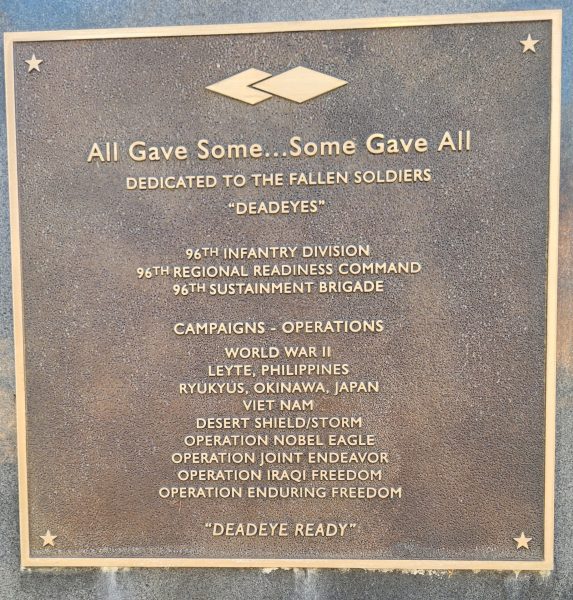 All Gave Some...Some Gave All
DEDICATED TO THE FALLEN SOLDIERS
"DEADEYES"
96TH INFANTRY DIVISION
96TH REGIONAL READINESS COMMAND
96TH SUSTAINMENT BRIGADE
CAMPAIGNS - OPERATIONS
WORLD WAR II
LEYTE, PHILIPPINES
RYUKYUS, OKINAWA, JAPAN
VIET NAM
DESERT SHIELD/STORM
OPERATION NOBEL EAGLE
OPERATION JOINT ENDEAVOR
OPERATION IRAQI FREEDOM
OPERATION ENDURING FREEDOM
"DEADEYE READY"